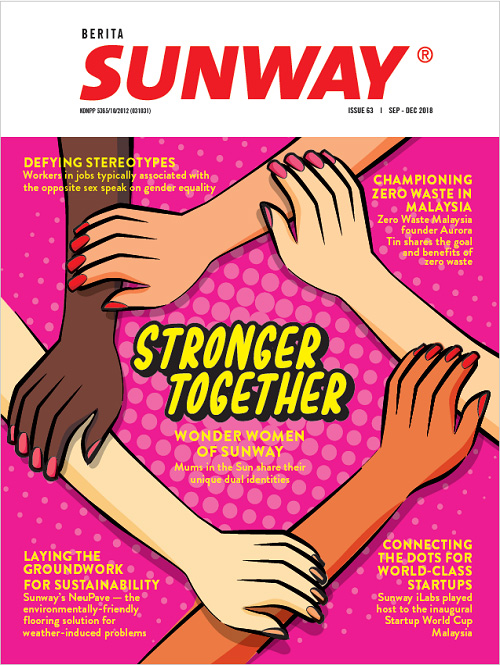 BERITA
SUNWAY®
KDNPP 5365/10/2012 (031031)
ISSUE 63 | SEP - DEC 2018
DEFYING STEREOTYPES
Workers in jobs typically associated with
the opposite sex speak on gender equality
CHAMPIONING
ZERO WASTE IN
MALAYSIA
Zero Waste Malaysia
founder Aurora
Tin shares the goal
and benefits of
zero waste
STRONGER
TOGETHER
WONDER WOMEN
OF SUNWAY
Mums in the Sun share their
unique dual identities
LAYING THE
GROUNDWORK
FOR SUSTAINABILITY
Sunway's NeuPave — the
environmentally-friendly
flooring solution for
weather-induced problems
CONNECTING
THE DOTS FOR
WORLD-CLASS
STARTUPS
Sunway iLabs played
host to the inaugural
Startup World Cup
Malaysia